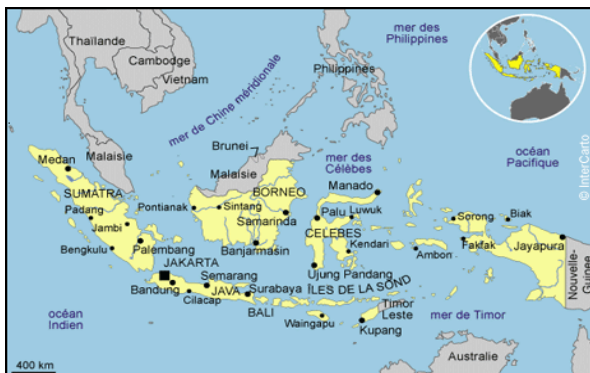 mer des
Philippines
Thaïlande
Cambodge
Vietnam
Philippines
mer de Chine méridionale
océan
Pacifique
© InterCarto
Brunei
Malaisie
Malaisie
mer des
Célèbes
Medan
SUMATRA
BORNEO
Manado
Padang
Pontianak
Sintang
Samarinda
Palu
Luwuk
Sorong
Biak
Jambi
CELEBES
Bengkulu
Palembang
Banjarmasin
Kendari
Ambon
Fakfak
Jayapura
JAKARTA
Semarang
Ujung Pandang
Nouvelle-
Guinee
Bandung
JAVA
Surabaya
ÎLES DE LA SOND
Cilacap
BALI
Timor
Leste
océan
Indien
Waingapu
Kupang
mer de Timor
Australie
400 km